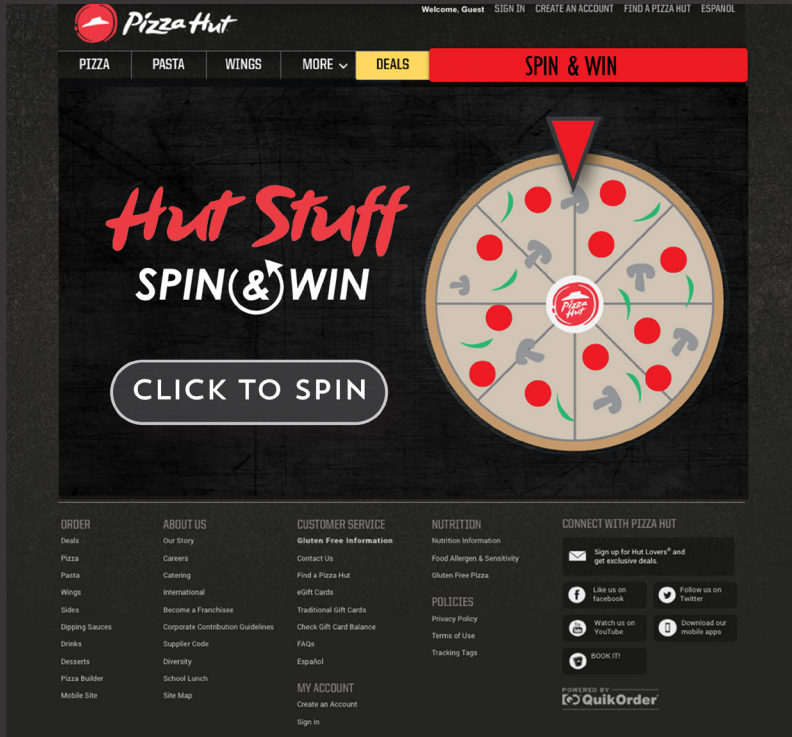 Pizza Hut
Welcome, Guest SIGN IN CREATE AN ACCOUNT FIND A PIZZA HUT ESPANOL
PIZZA PASTA WINGS MORE DEALS SPIN & WIN
Hut Stuff
SPIN & WIN
CLICK TO SPIN
Pizza
Hut
ORDER
Deals
Pizza
Pasta
Wings
Sides
Dipping Sauces
Drinks
Desserts
Pizza Builder
Mobile Site
ABOUT US
Our Story
Careers
Catering
International
Become a Franchisee
Corporate Contribution Guidelines
Supplier Code
Diversity
School Lunch
Site Map
CUSTOMER SERVICE
Gluten Free Information
Contact Us
Find a Pizza Hut
eGift Cards
Traditional Gift Cards
Check Gift Card Balance
FAQs
Español
MY ACCOUNT
Create an Account
Sign In
NUTRITION
Nutrition Information
Food Allergen & Sensitivity
Gluten Free Pizza
POLICIES
Privacy Policy
Terms of Use
Tracking Tags
CONNECT WITH PIZZA HUT
Sign up for Hut Lovers® and
get exclusive deals.
Like us on
facebook
Follow us on
Twitter
Watch us on
YouTube
Download our
mobile apps
BOOK IT!
POWERED BY
QuikOrder